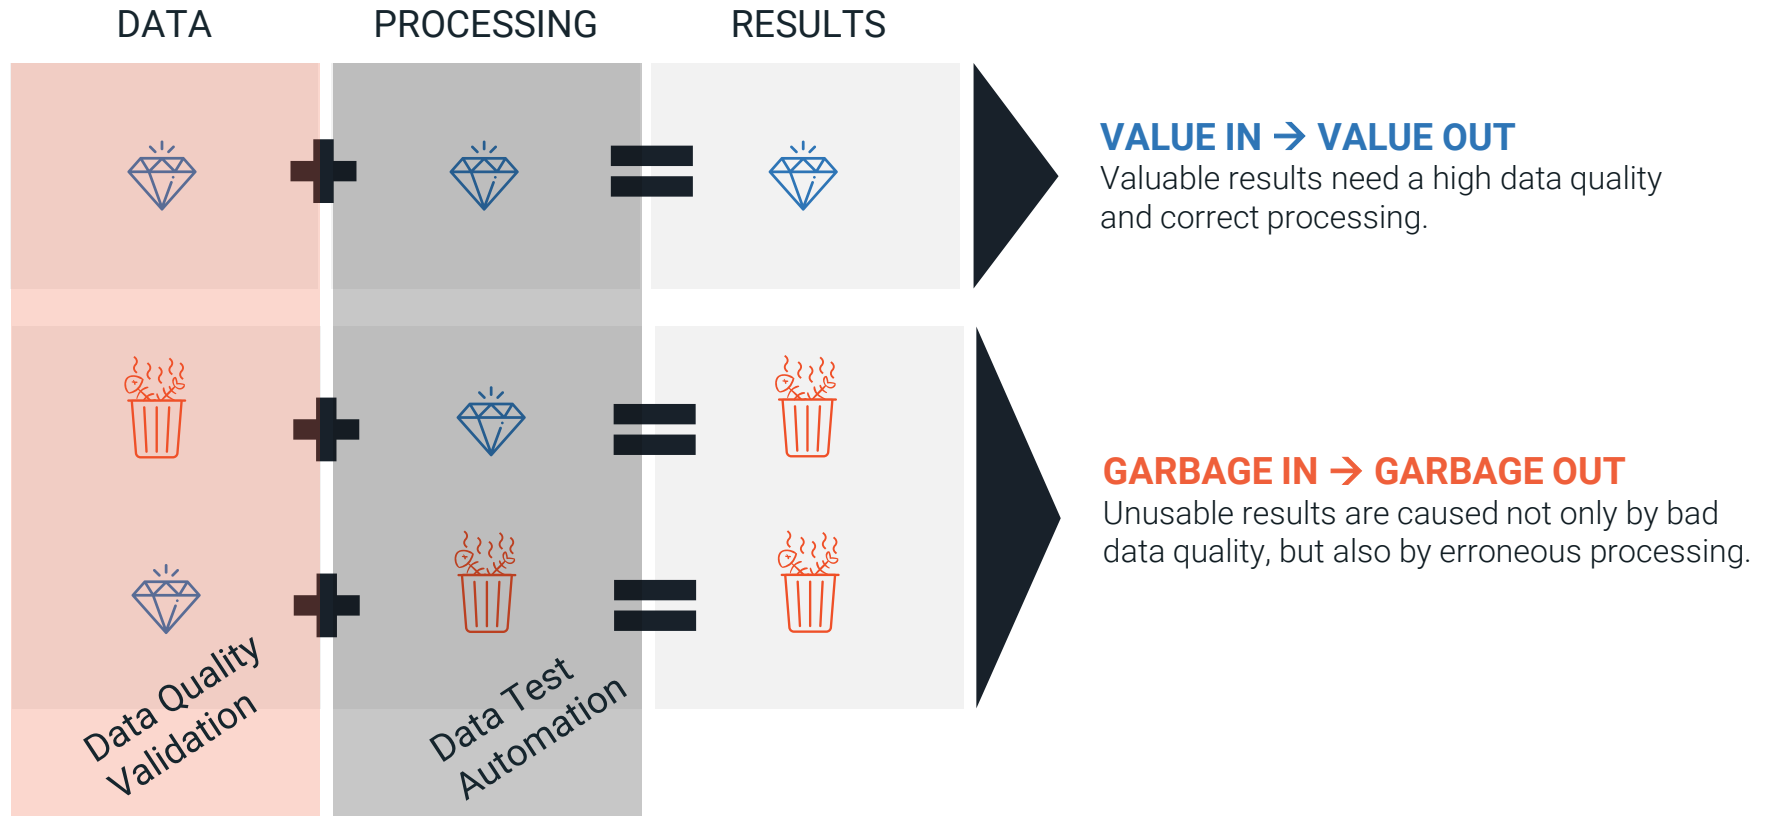 DATA
PROCESSING
RESULTS
VALUE IN → VALUE OUT
Valuable results need a high data quality
and correct processing.
GARBAGE IN → GARBAGE OUT
Unusable results are caused not only by bad
data quality, but also by erroneous processing.
Data Quality
Validation
Data Test
Automation